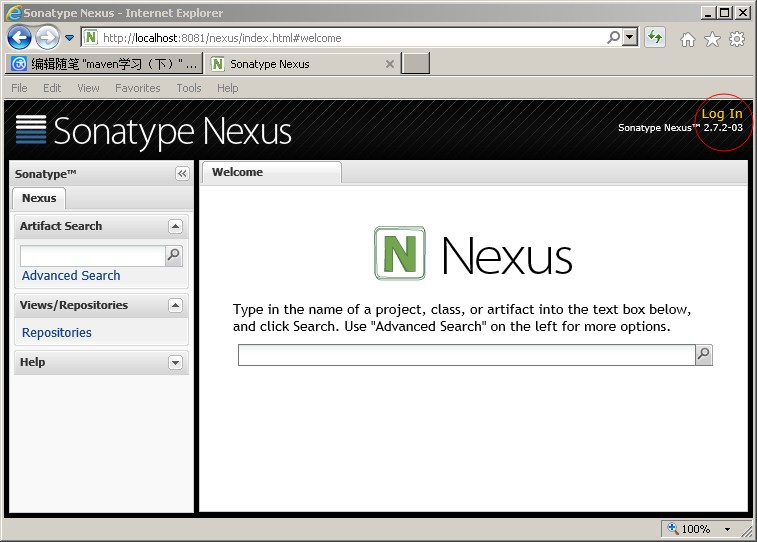 Sonatype Nexus - Internet Explorer
http://localhost:8081/nexus/index.html#welcome
编辑随笔 "maven学习（下）" ...
Sonatype Nexus
File Edit View Favorites Tools Help
Sonatype Nexus
Log In
Sonatype Nexus™ 2.7.2-03
Sonatype™
Welcome
Nexus
Artifact Search
Advanced Search
Views/Repositories
Repositories
Help
N Nexus
Type in the name of a project, class, or artifact into the text box below,
and click Search. Use "Advanced Search" on the left for more options.
100%